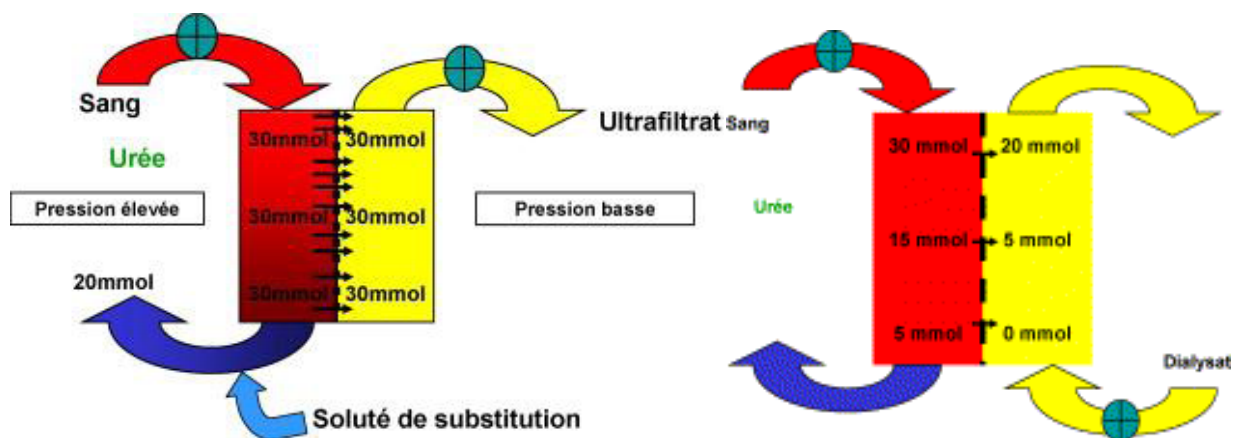 Sang
Urée
Pression élevée
20mmol
30mmol
30mmol
30mmol
30mmol
30mmol
30mmol
Ultrafiltrat
Pression basse
Soluté de substitution
Sang
Urée
30 mmol
20 mmol
15 mmol
5 mmol
5 mmol
0 mmol
Dialysat